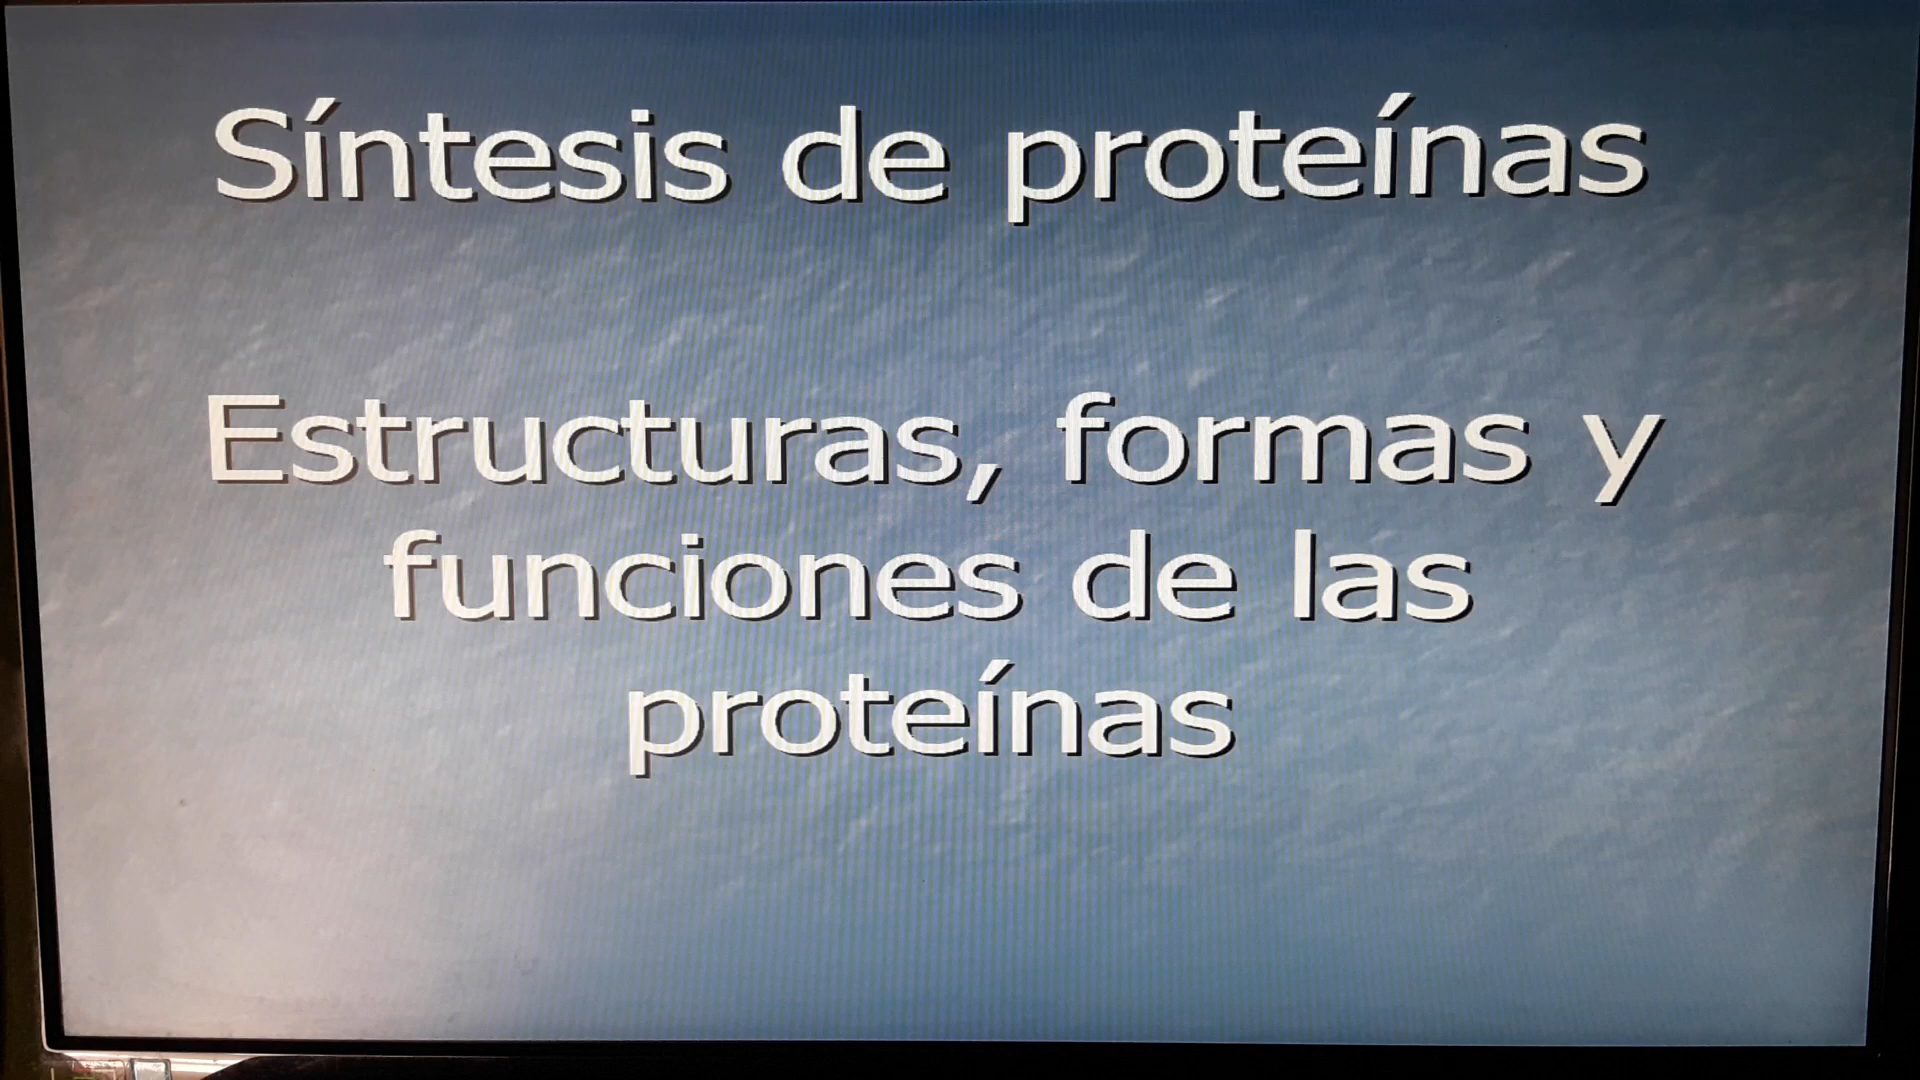 Síntesis de proteínas
Estructuras, formas y
funciones de las
proteínas